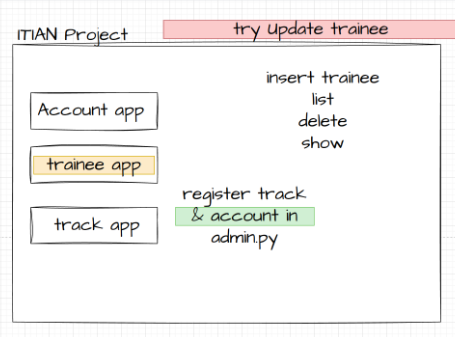 ITIAN Project
try Update trainee
insert trainee
list
delete
show
Account app
trainee app
track app
register track
& account in
admin.py